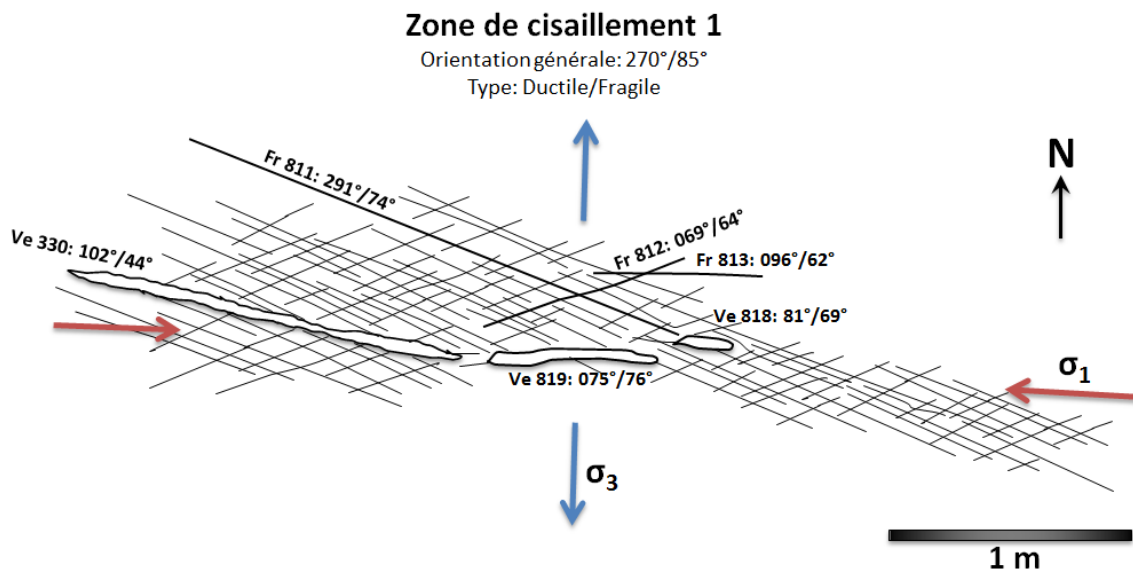 Zone de cisaillement 1
Orientation générale: 270°/85°
Type: Ductile/Fragile
N
Fr 811: 291°/74°
Fr 812: 069°/64°
Ve 330: 102°/44°
Fr 813: 096°/62°
Ve 818: 81°/69°
Ve 819: 075°/76°
σ1
σ3
1 m